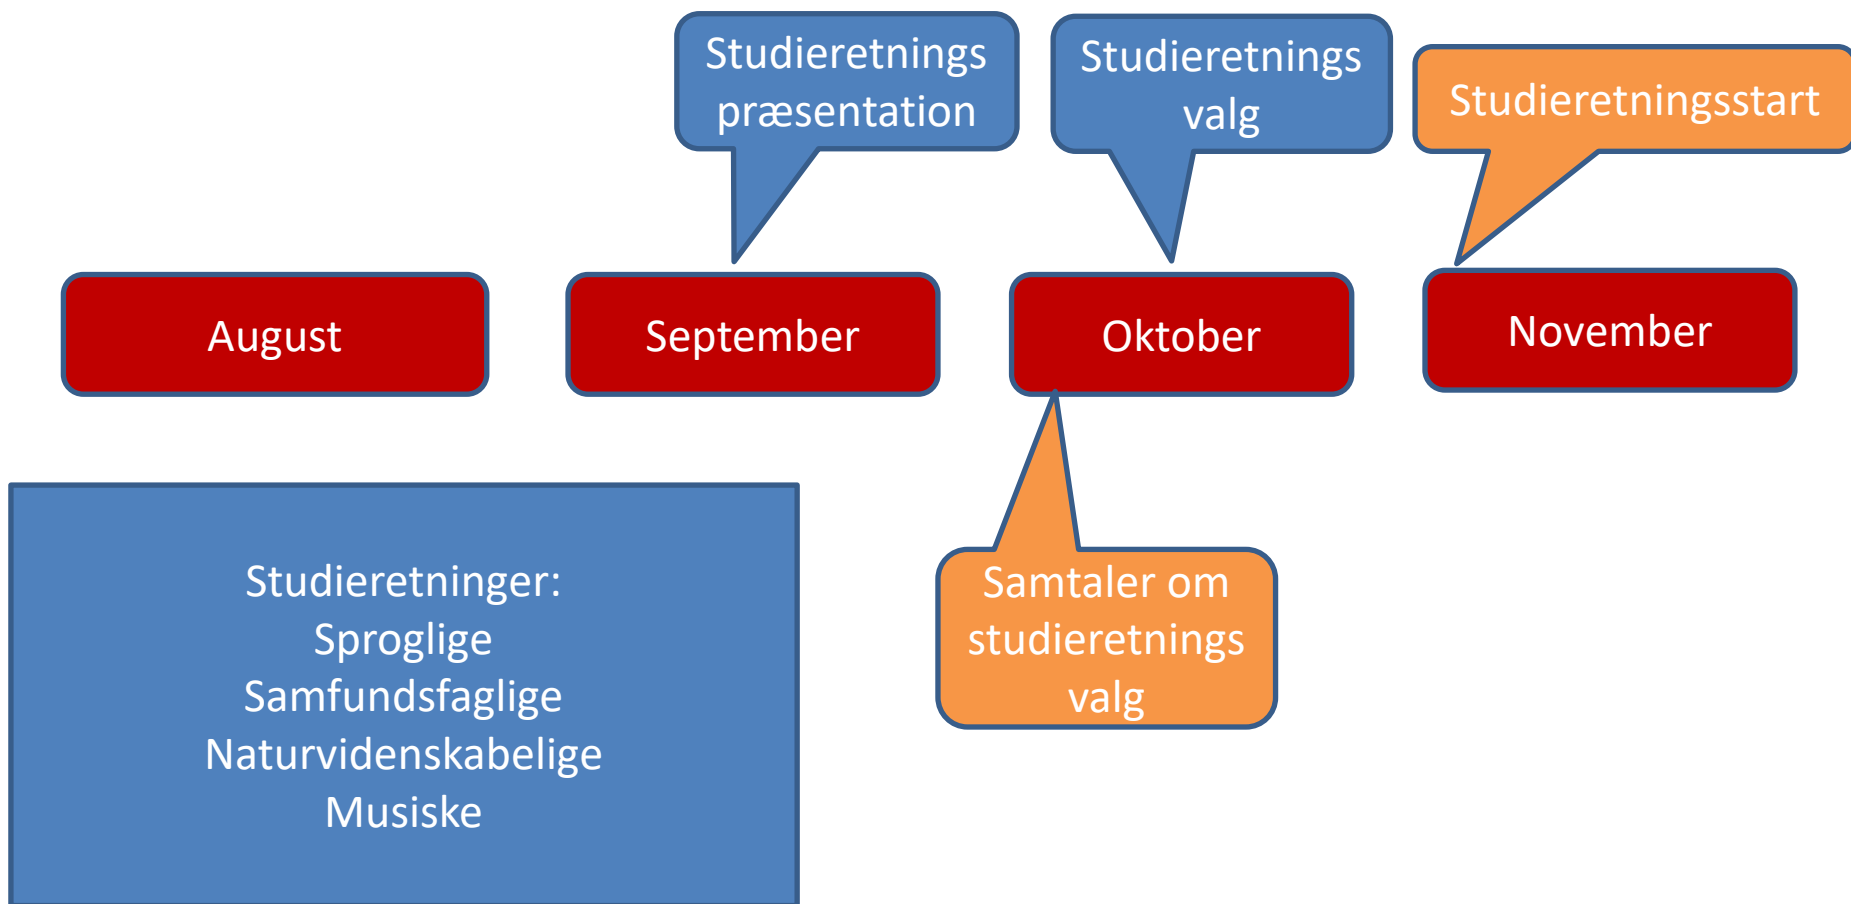 Studieretnings
præsentation
Studieretnings
valg
Studieretningsstart
August
September
Oktober
November
Studieretninger:
Sproglige
Samfundsfaglige
Naturvidenskabelige
Musiske
Samtaler om
studieretnings
valg